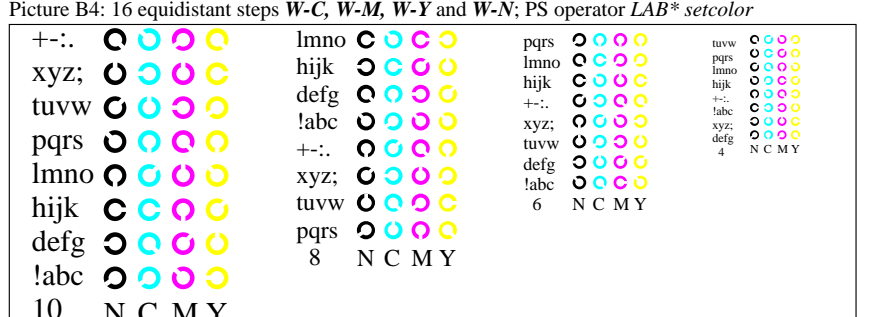 Picture B4: 16 equidistant steps W-C, W-M, W-Y and W-N; PS operator LAB* setcolor
+-:.
xyz;
tuvw
pqrs
lmno
hijk
defg
!abc
10 N C M Y
lmno
hijk
defg
!abc
+-:.
xyz;
tuvw
pqrs
8 N C M Y
pqrs
lmno
hijk
+-:.
xyz;
tuvw
defg
!abc
6 N C M Y
tuvw
pqrs
lmno
hijk
+-:.
!abc
xyz;
defg
4 N C M Y